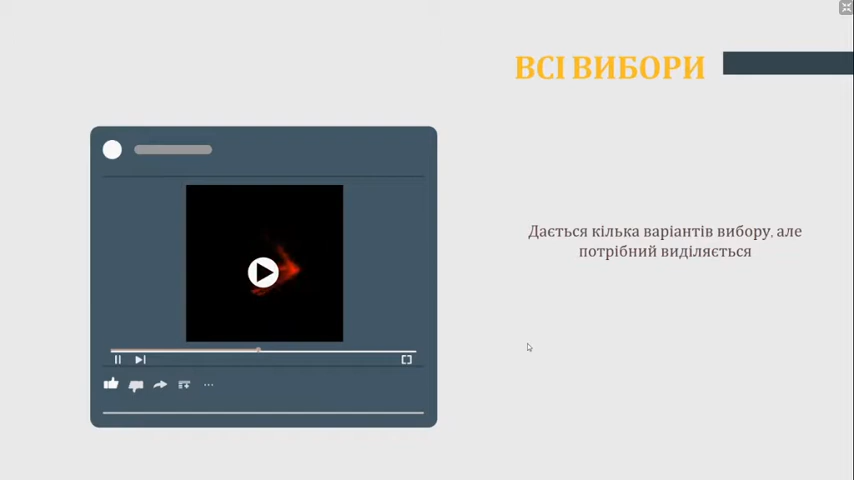 ВСІ ВИБОРИ
Дається кілька варіантів вибору, але
потрібний виділяється